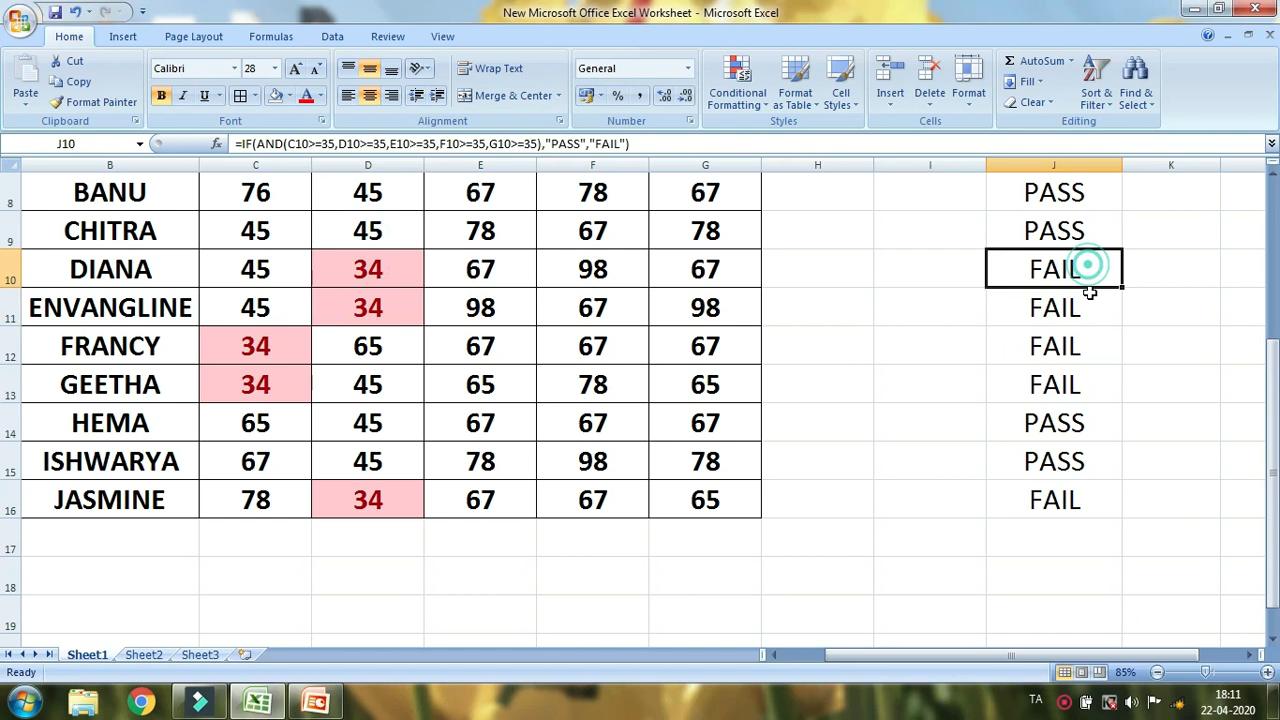 New Microsoft Office Excel Worksheet - Microsoft Excel
Home Insert Page Layout Formulas Data Review View
Paste Cut Copy Format Painter
Clipboard
Calibri 28
B I U
Font
Wrap Text
Merge & Center
Alignment
General
Number
Conditional Formatting Format as Table Cell Styles
Styles
Insert Delete Format
Cells
AutoSum Fill Clear Sort & Filter Find & Select
Editing
J10 fx =IF(AND(C10>=35,D10>=35,E10>=35,F10>=35,G10>=35),"PASS","FAIL")
B C D E F G H I J K
8 BANU 76 45 67 78 67 PASS
9 CHITRA 45 45 78 67 78 PASS
10 DIANA 45 34 67 98 67 FAIL
11 ENVANGLINE 45 34 98 67 98 FAIL
12 FRANCY 34 65 67 67 67 FAIL
13 GEETHA 34 45 65 78 65 FAIL
14 HEMA 65 45 67 67 67 PASS
15 ISHWARYA 67 45 78 98 78 PASS
16 JASMINE 78 34 67 67 65 FAIL
17
18
19
Sheet1 Sheet2 Sheet3
Ready 85%
TA 18:11
22-04-2020